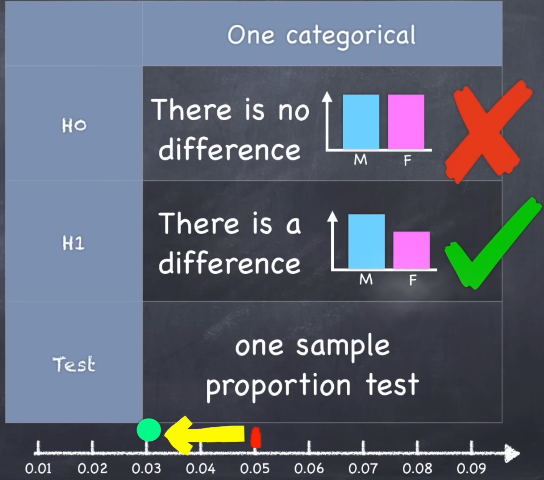 One categorical
H0
There is no
difference
M F
H1
There is a
difference
M F
Test
one sample
proportion test
0.01 0.02 0.03 0.04 0.05 0.06 0.07 0.08 0.09